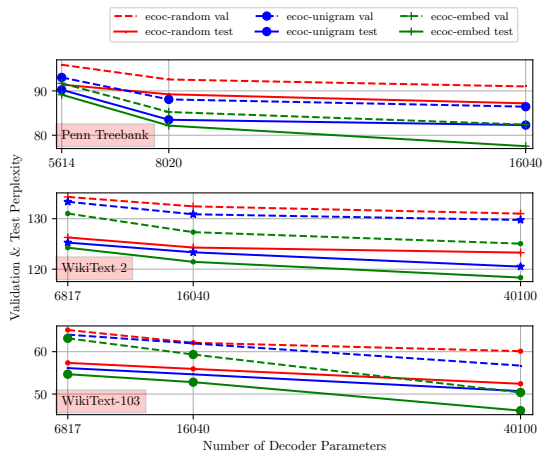 ecoc-random val
ecoc-random test
ecoc-unigram val
ecoc-unigram test
ecoc-embed val
ecoc-embed test
Validation & Test Perplexity
90
80
Penn Treebank
5614
8020
16040
130
120
WikiText 2
6817
16040
40100
60
50
WikiText-103
6817
16040
40100
Number of Decoder Parameters